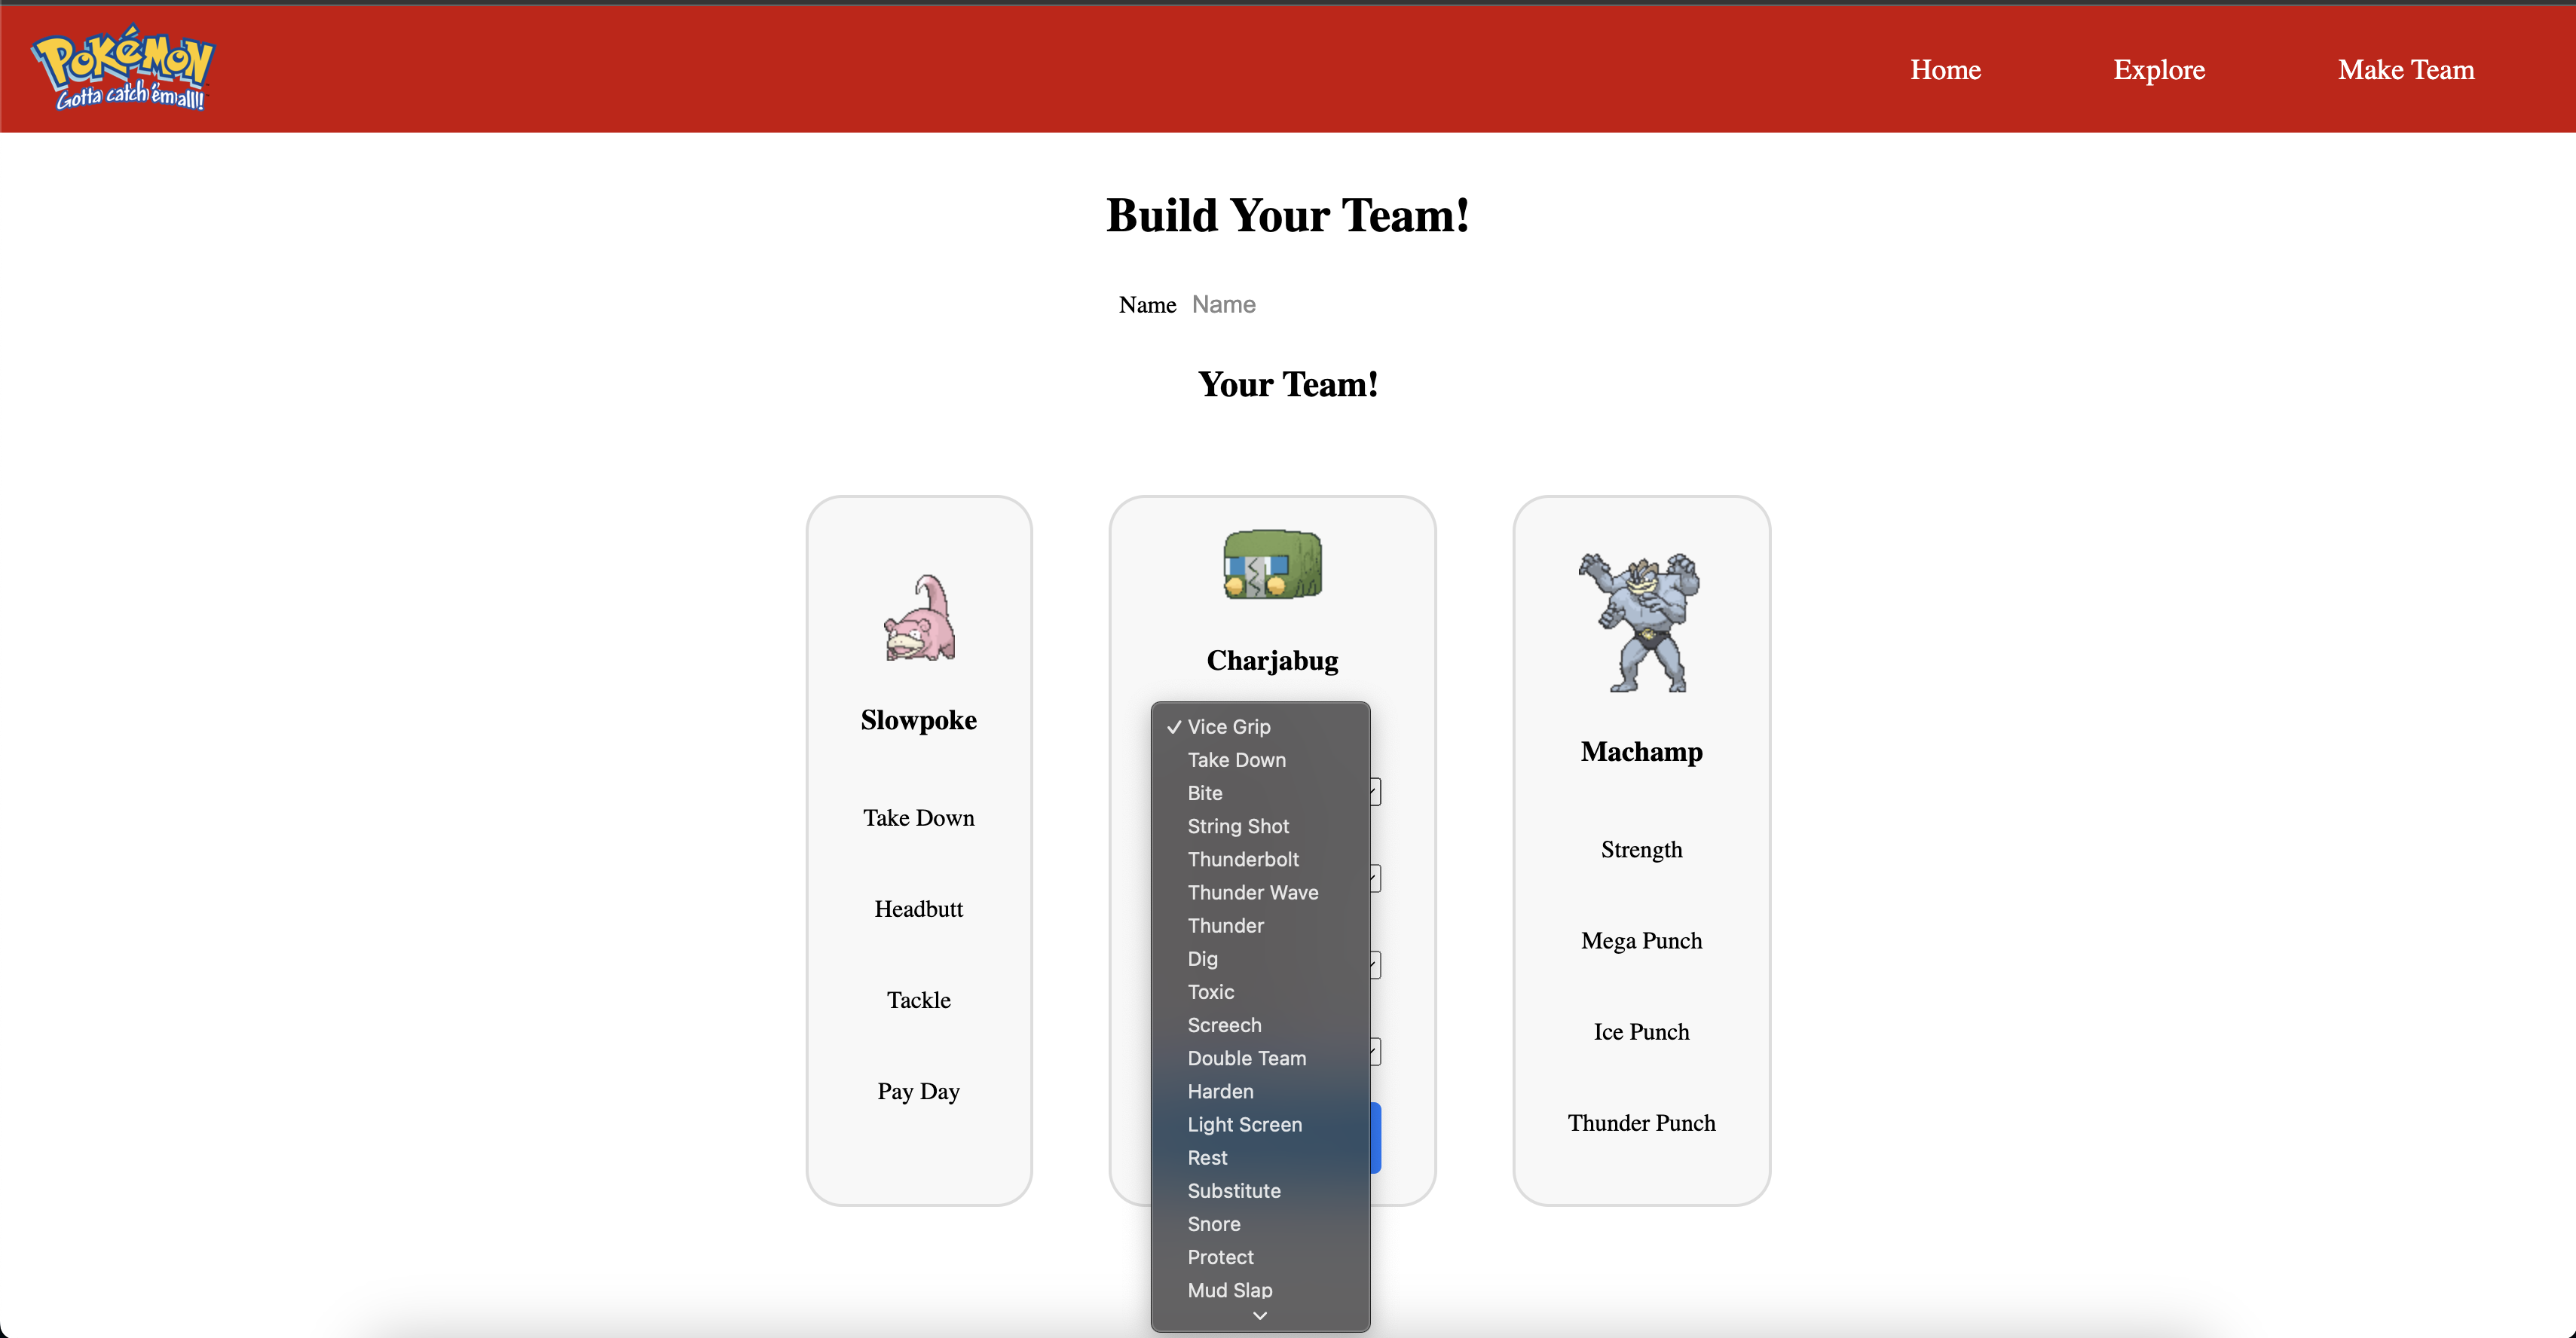 POKéMON
Gotta catch 'em all!
Home
Explore
Make Team
Build Your Team!
Name Name
Your Team!
Slowpoke
Take Down
Headbutt
Tackle
Pay Day
Charjabug
✓ Vice Grip
Take Down
Bite
String Shot
Thunderbolt
Thunder Wave
Thunder
Dig
Toxic
Screech
Double Team
Harden
Light Screen
Rest
Substitute
Snore
Protect
Mud Slap
Machamp
Strength
Mega Punch
Ice Punch
Thunder Punch